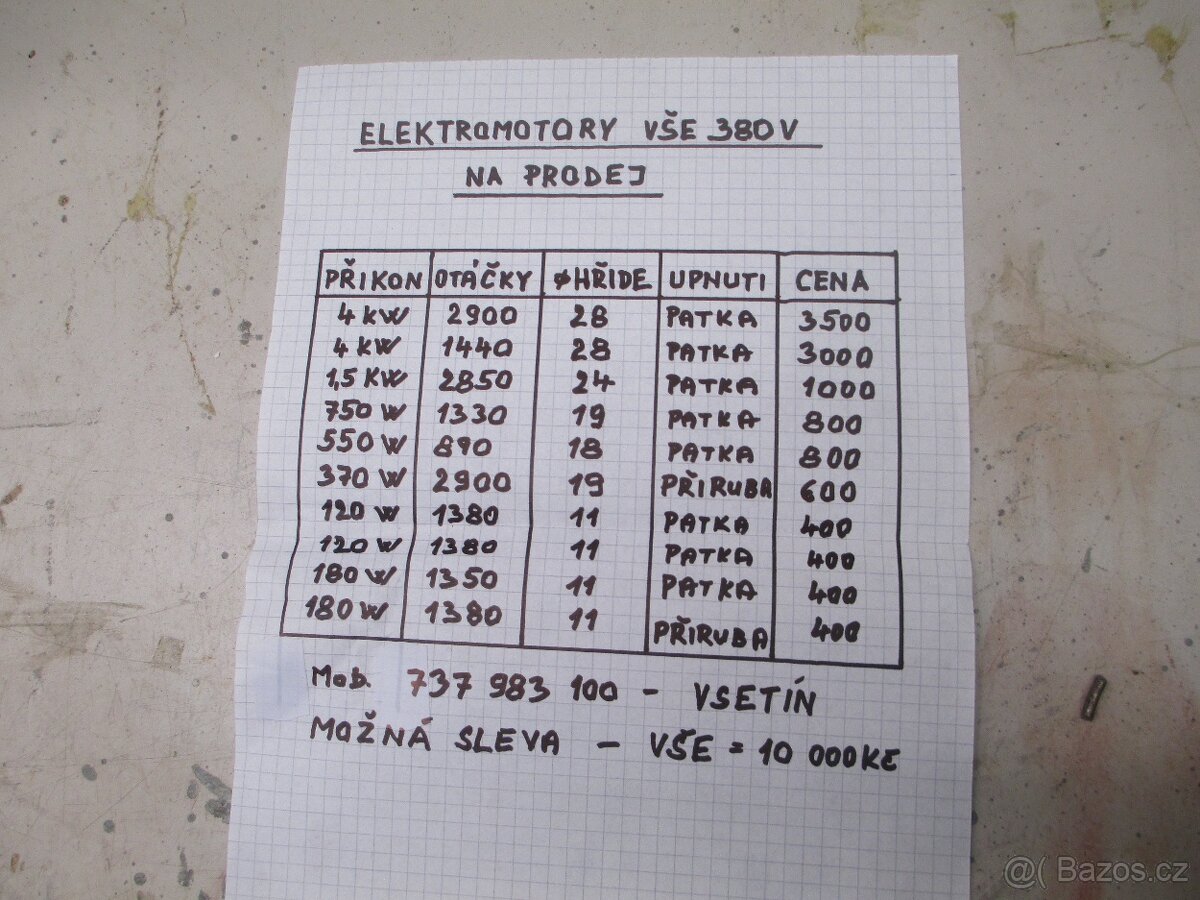 ELEKTROMOTORY VŠE 380V
NA PRODEJ
PŘIKON OTÁČKY ØHŘIDE UPNUTI CENA
4 KW 2900 28 PATKA 3500
4 KW 1440 28 PATKA 3000
1,5 KW 2850 24 PATKA 1000
750 W 1330 19 PATKA 800
550 W 890 18 PATKA 800
370 W 2900 19 PŘIRUBA 600
120 W 1380 11 PATKA 400
120 W 1380 11 PATKA 400
180 W 1350 11 PATKA 400
180 W 1380 11 PŘIRUBA 400
Mob. 737 983 100 - VSETÍN
MOŽNÁ SLEVA - VŠE = 10 000KČ
@( Bazos.cz